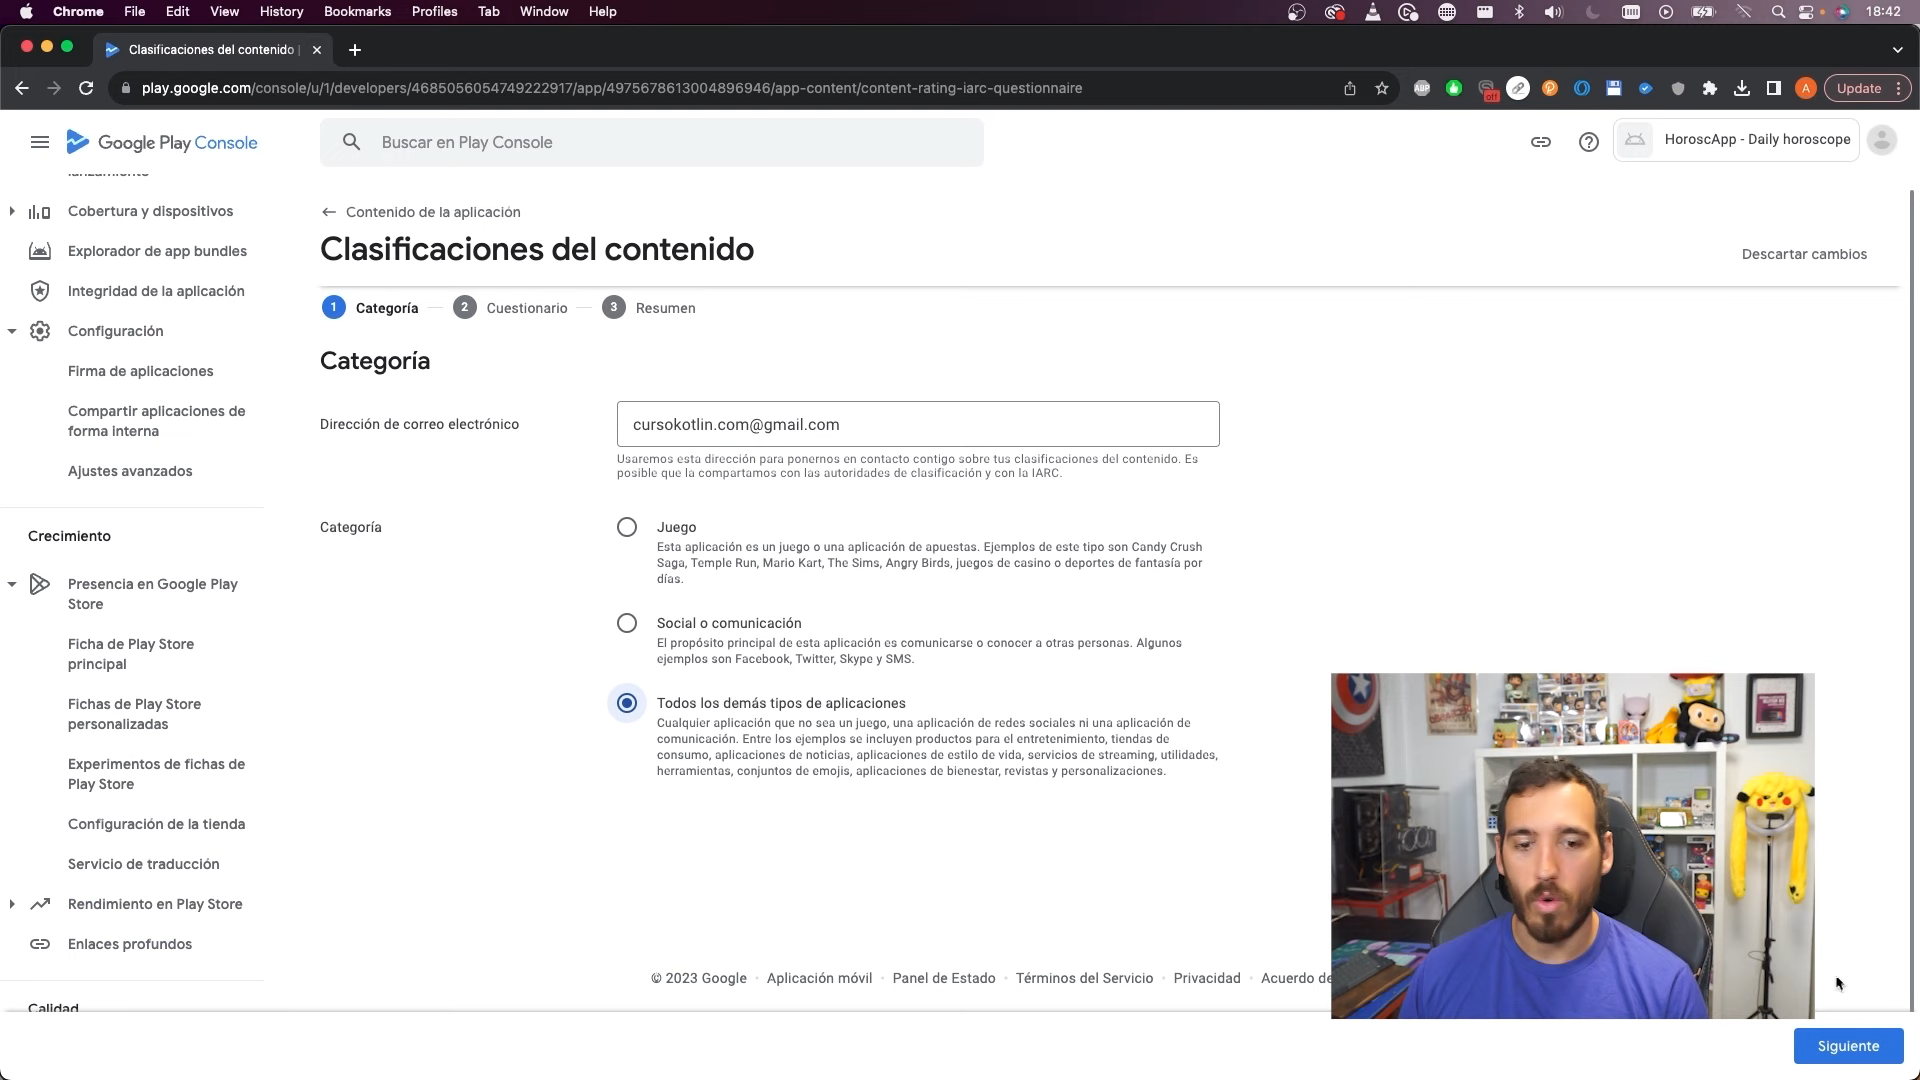 Chrome File Edit View History Bookmarks Profiles Tab Window Help 18:42
Clasificaciones del contenido |
play.google.com/console/u/1/developers/4685056054749222917/app/4975678613004896946/app-content/content-rating-iarc-questionnaire
ABP
off
A
Update
Google Play Console
Buscar en Play Console
HoroscApp - Daily horoscope
lanzamiento
Cobertura y dispositivos
Explorador de app bundles
Integridad de la aplicación
Configuración
Firma de aplicaciones
Compartir aplicaciones de
forma interna
Ajustes avanzados
Crecimiento
Presencia en Google Play
Store
Ficha de Play Store
principal
Fichas de Play Store
personalizadas
Experimentos de fichas de
Play Store
Configuración de la tienda
Servicio de traducción
Rendimiento en Play Store
Enlaces profundos
Calidad
Contenido de la aplicación
Clasificaciones del contenido
Descartar cambios
1 Categoría 2 Cuestionario 3 Resumen
Categoría
Dirección de correo electrónico
cursokotlin.com@gmail.com
Usaremos esta dirección para ponernos en contacto contigo sobre tus clasificaciones del contenido. Es
posible que la compartamos con las autoridades de clasificación y con la IARC.
Categoría
Juego
Esta aplicación es un juego o una aplicación de apuestas. Ejemplos de este tipo son Candy Crush
Saga, Temple Run, Mario Kart, The Sims, Angry Birds, juegos de casino o deportes de fantasía por
días.
Social o comunicación
El propósito principal de esta aplicación es comunicarse o conocer a otras personas. Algunos
ejemplos son Facebook, Twitter, Skype y SMS.
Todos los demás tipos de aplicaciones
Cualquier aplicación que no sea un juego, una aplicación de redes sociales ni una aplicación de
comunicación. Entre los ejemplos se incluyen productos para el entretenimiento, tiendas de
consumo, aplicaciones de noticias, aplicaciones de estilo de vida, servicios de streaming, utilidades,
herramientas, conjuntos de emojis, aplicaciones de bienestar, revistas y personalizaciones.
© 2023 Google · Aplicación móvil · Panel de Estado · Términos del Servicio · Privacidad · Acuerdo de
Siguiente